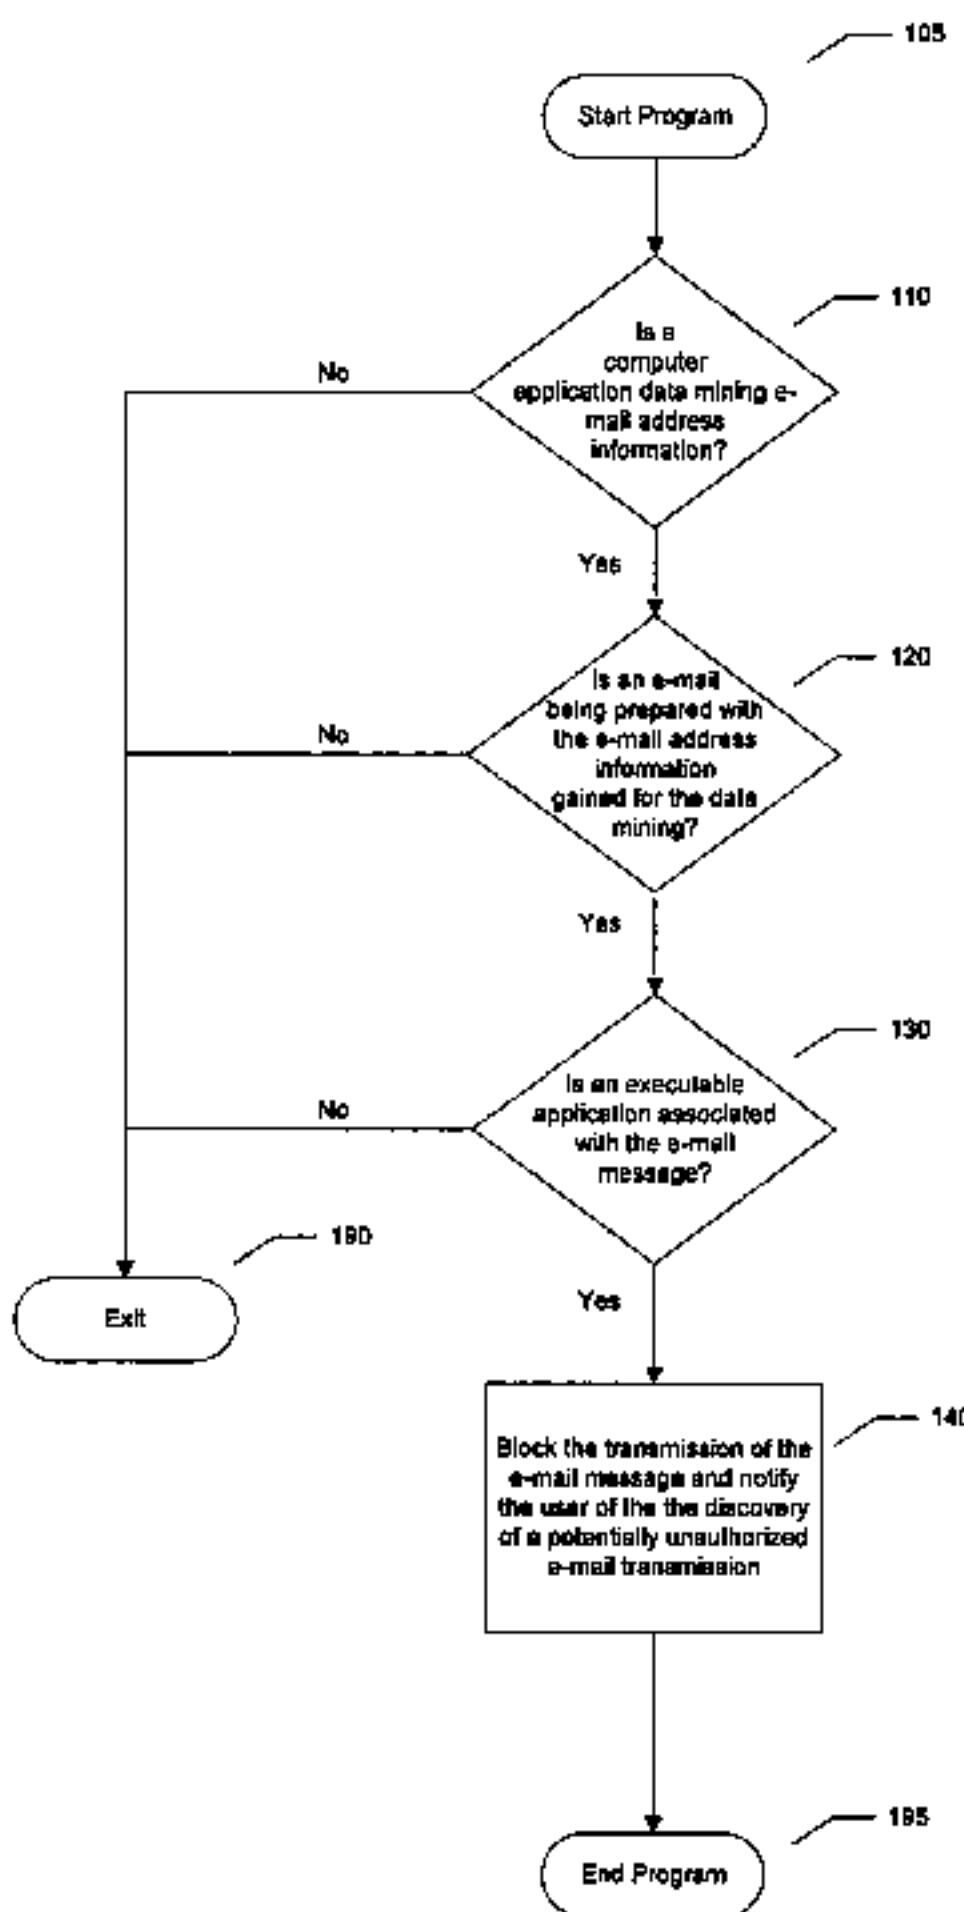 105
Start Program
110
Is a
computer
application data mining e-
mail address
information?
No
Yes
120
Is an e-mail
being prepared with
the e-mail address
information
gained for the data
mining?
No
Yes
130
Is an executable
application associated
with the e-mail
message?
No
190
Exit
Yes
140
Block the transmission of the
e-mail message and notify
the user of the the discovery
of a potentially unauthorized
e-mail transmission
195
End Program